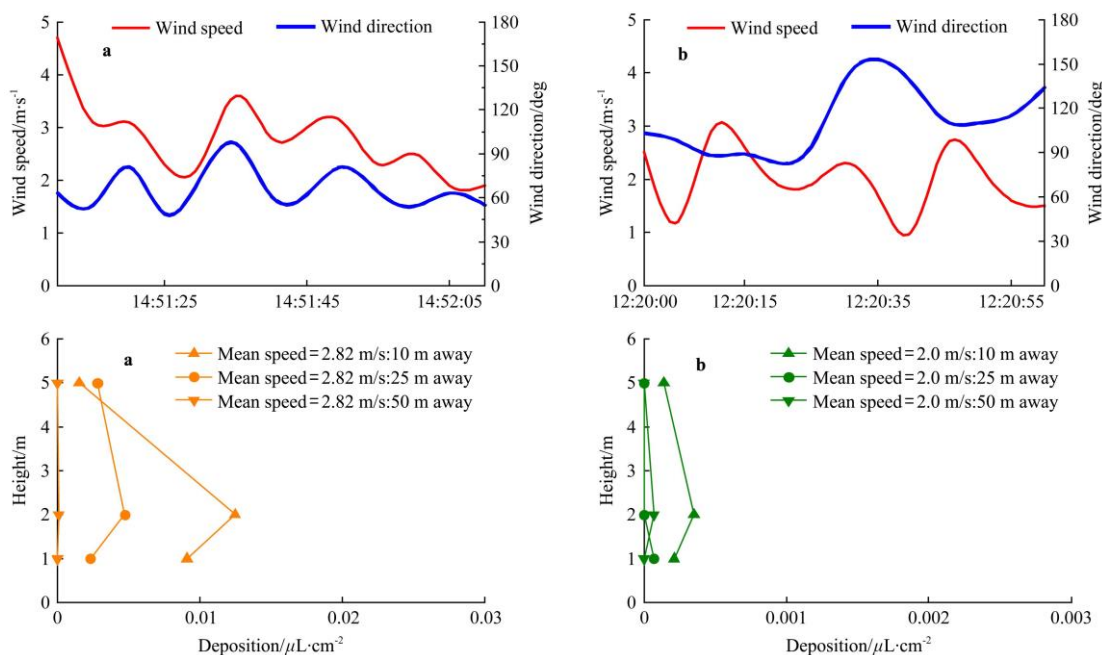 Wind speed Wind direction
a
Wind speed/m·s⁻¹
5
4
3
2
1
0
Wind direction/deg
180
150
120
90
60
30
0
14:51:25 14:51:45 14:52:05
Wind speed Wind direction
b
Wind speed/m·s⁻¹
5
4
3
2
1
0
Wind direction/deg
180
150
120
90
60
30
0
12:20:00 12:20:15 12:20:35 12:20:55
a
Mean speed=2.82 m/s:10 m away
Mean speed=2.82 m/s:25 m away
Mean speed=2.82 m/s:50 m away
Height/m
6
5
4
3
2
1
0
0 0.01 0.02 0.03
Deposition/μL·cm⁻²
b
Mean speed=2.0 m/s:10 m away
Mean speed=2.0 m/s:25 m away
Mean speed=2.0 m/s:50 m away
Height/m
6
5
4
3
2
1
0
0 0.001 0.002 0.003
Deposition/μL·cm⁻²